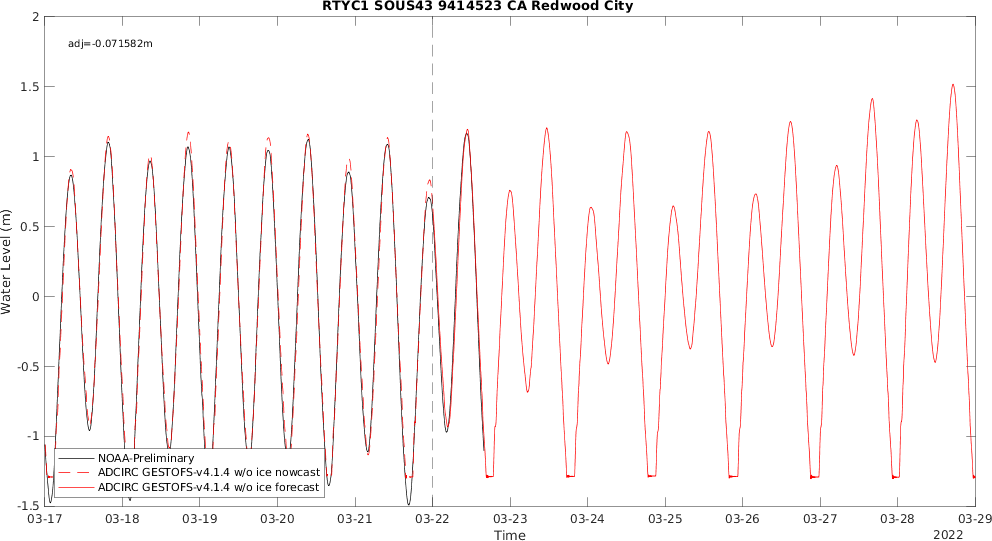 RTYC1 SOUS43 9414523 CA Redwood City
adj=-0.071582m
2
1.5
1
0.5
0
-0.5
-1
-1.5
Water Level (m)
NOAA-Preliminary
ADCIRC GESTOFS-v4.1.4 w/o ice nowcast
ADCIRC GESTOFS-v4.1.4 w/o ice forecast
03-17 03-18 03-19 03-20 03-21 03-22 03-23 03-24 03-25 03-26 03-27 03-28 03-29
Time
2022